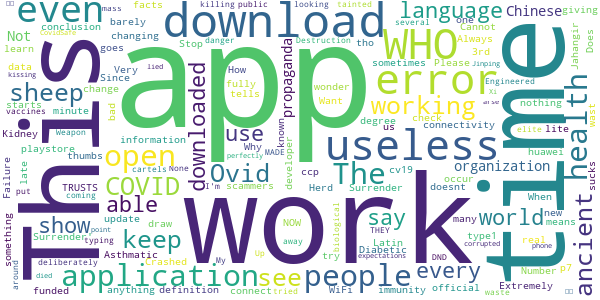 even
download
language
Chinese
facts
tainted
killing
public
looking
mass
barely
changing
conclusion
Covidsafe
several
giving
Not
goes
Stop
danger
Destruction
Cannot
one
Very
tho
WHO
Always
3rd
learn
data
lied
Jinping
Jahangir
Does
kissing
Since
How
sometimes
Please
sheep
change
fully
tells
error
Engineered
Xi
arse
vaccines
minute
starts
app
wonder
working
nothing
Want
check
Kidney
Weapon
bad
downloaded
propaganda
degree
connectivity
elite
lite
health
wast
late
information
use
known
us
huawei
playstore
Why
developer
useless
Failure
thumbs
MADE
perfectly
open
organization
sucks
TRUSTS
None
cartels
Ovid
ccp
cv19
occur
doesnt
put
coming
COVID
I'm
scammers
Herd
Surrender
The
When
new
ancient
This
time
work
something
show
able
update
draw
NOW
biological
THEY
say
many
world
means
Surrender
point
typing
keep
away
try
Latin
Diabetic
type1
real
phone
Asthmatic
Crashed
Up
expectations
DND
corrupted
Number
p7
around
died
deliberately
application
see
people
every
Extremely
funded
anything
definition
connect
tried
My
WiFi
immunity
official
waste